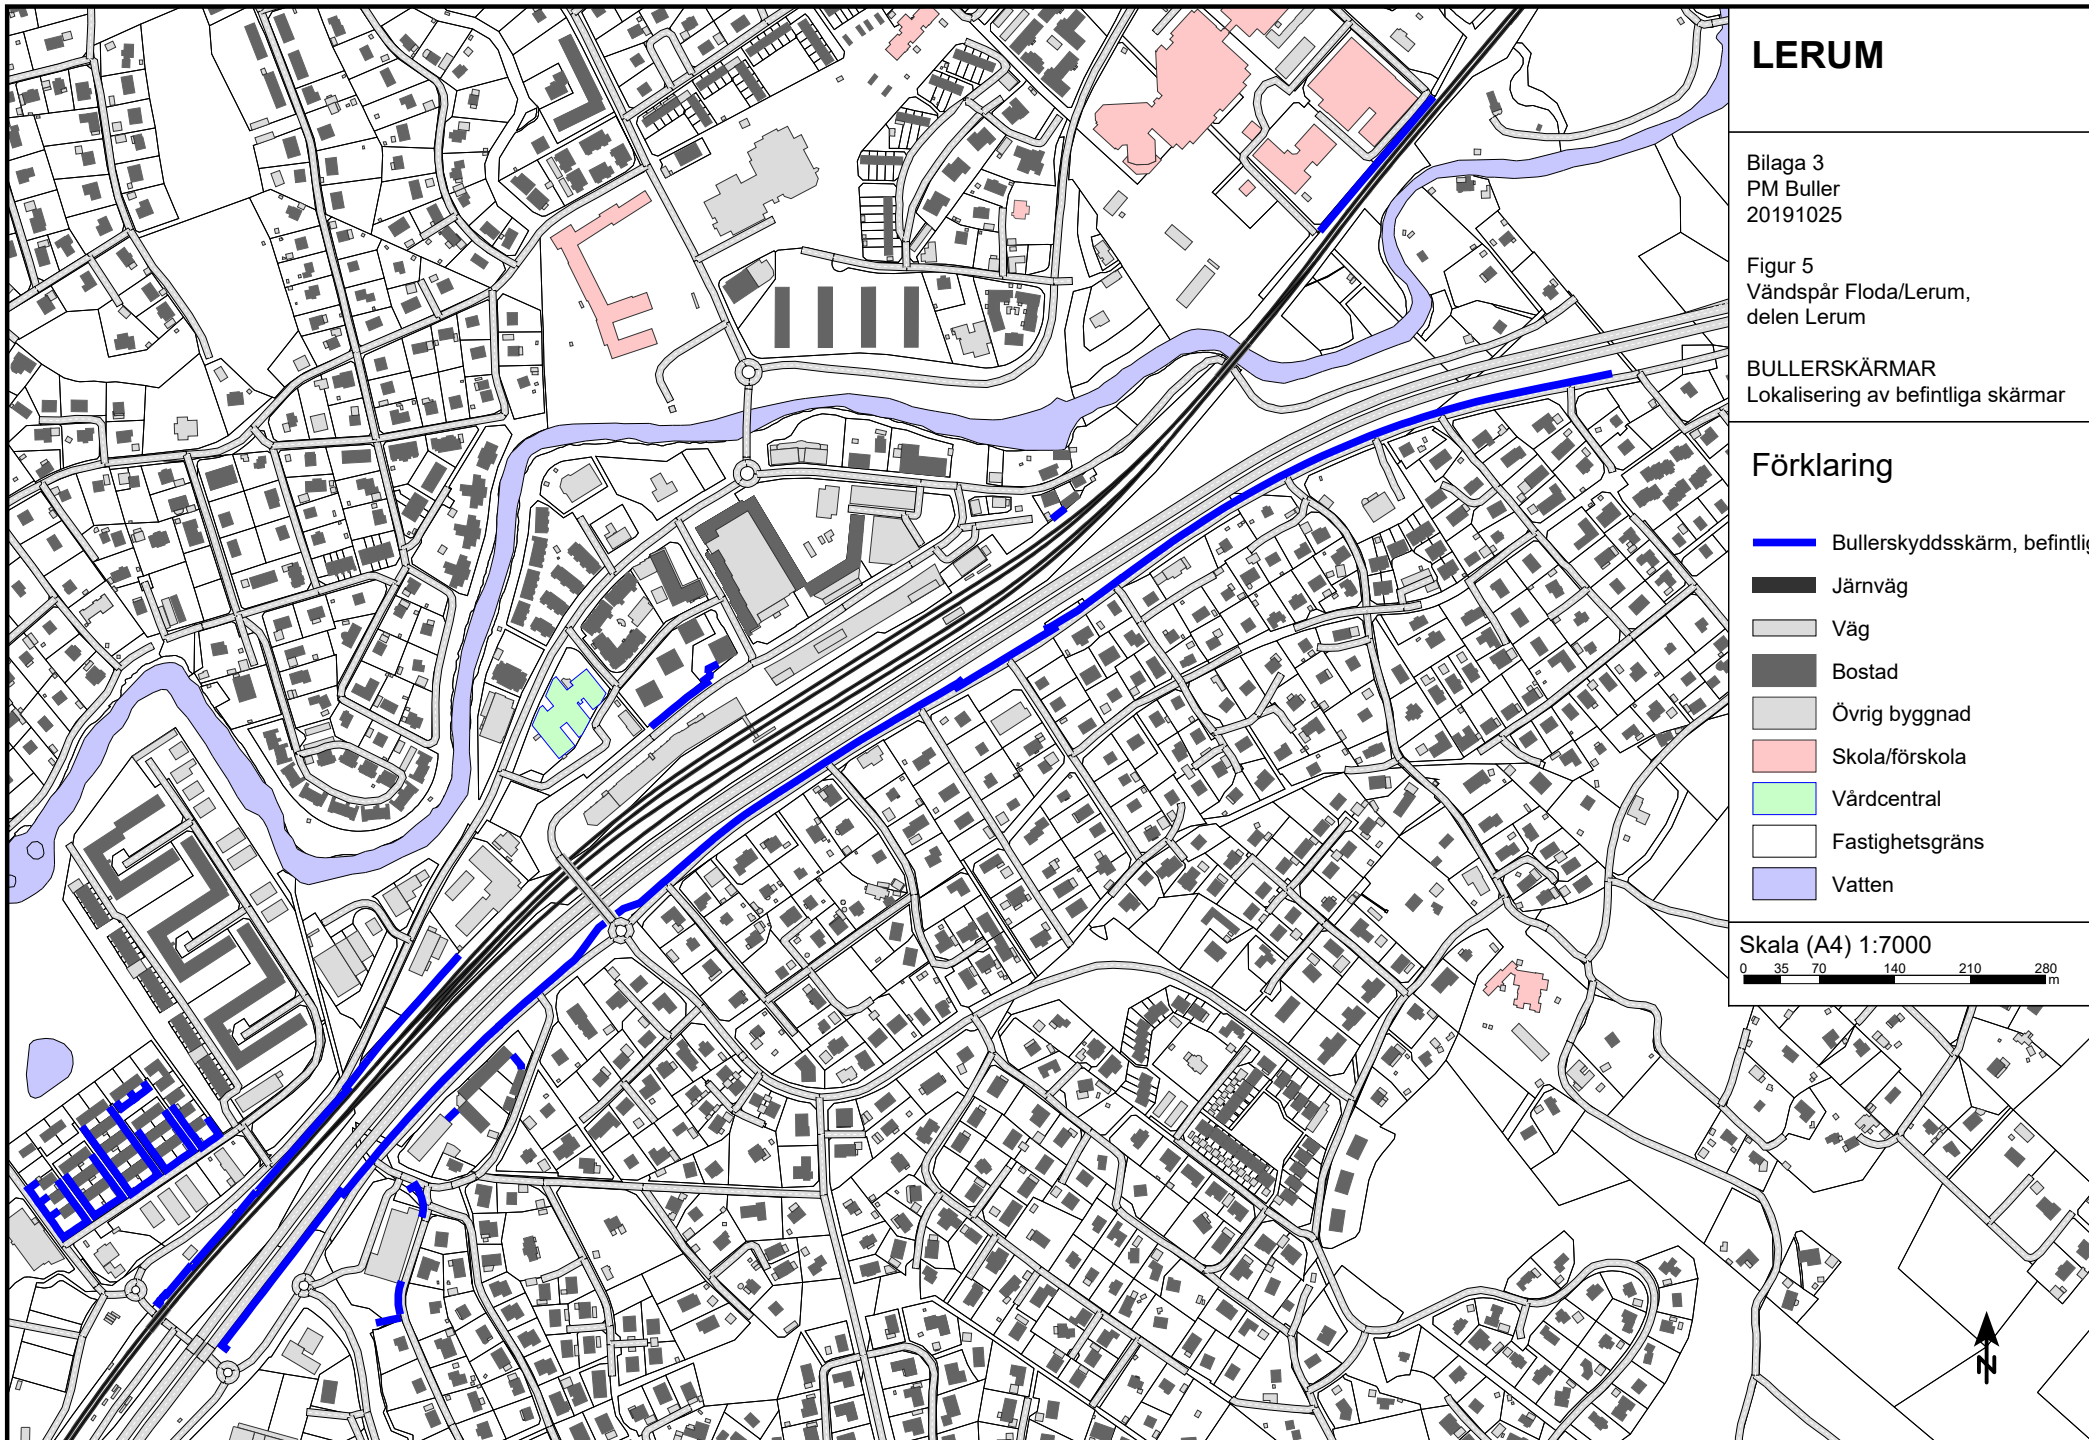 LERUM
Bilaga 3
PM Buller
20191025
Figur 5
Vändspår Floda/Lerum,
delen Lerum
BULLERSKÄRMAR
Lokalisering av befintliga skärmar
Förklaring
Bullerskyddsskärm, befintlig
Järnväg
Väg
Bostad
Övrig byggnad
Skola/förskola
Vårdcentral
Fastighetsgräns
Vatten
Skala (A4) 1:7000
0 35 70 140 210 280
m
N